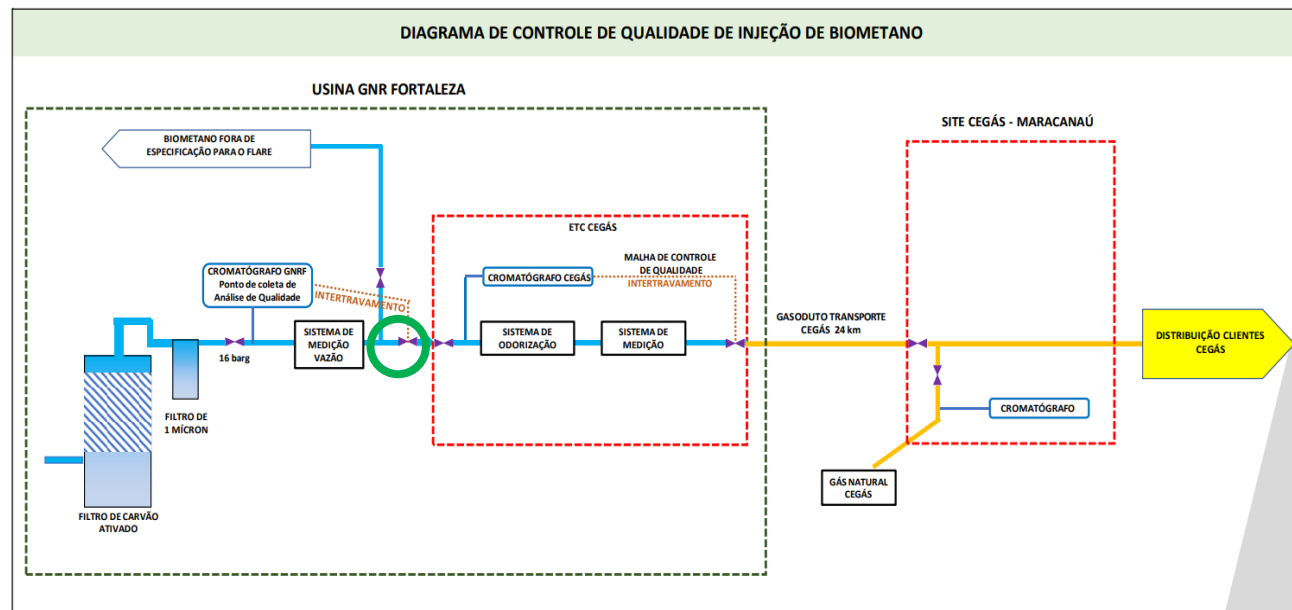 DIAGRAMA DE CONTROLE DE QUALIDADE DE INJEÇÃO DE BIOMETANO
USINA GNR FORTALEZA
SITE CEGÁS - MARACANAÚ
BIOMETANO FORA DE
ESPECIFICAÇÃO PARA O FLARE
ETC CEGÁS
CROMATÓGRAFO GNRF
Ponto de coleta de
Análise de Qualidade
INTERTRAVAMENTO
CROMATÓGRAFO CEGÁS
MALHA DE CONTROLE
DE QUALIDADE
INTERTRAVAMENTO
16 barg
SISTEMA DE
MEDIÇÃO
VAZÃO
SISTEMA DE
ODORIZAÇÃO
SISTEMA DE
MEDIÇÃO
GASODUTO TRANSPORTE
CEGÁS 24 km
DISTRIBUIÇÃO CLIENTES
CEGÁS
FILTRO DE
1 MÍCRON
CROMATÓGRAFO
GÁS NATURAL
CEGÁS
FILTRO DE CARVÃO
ATIVADO